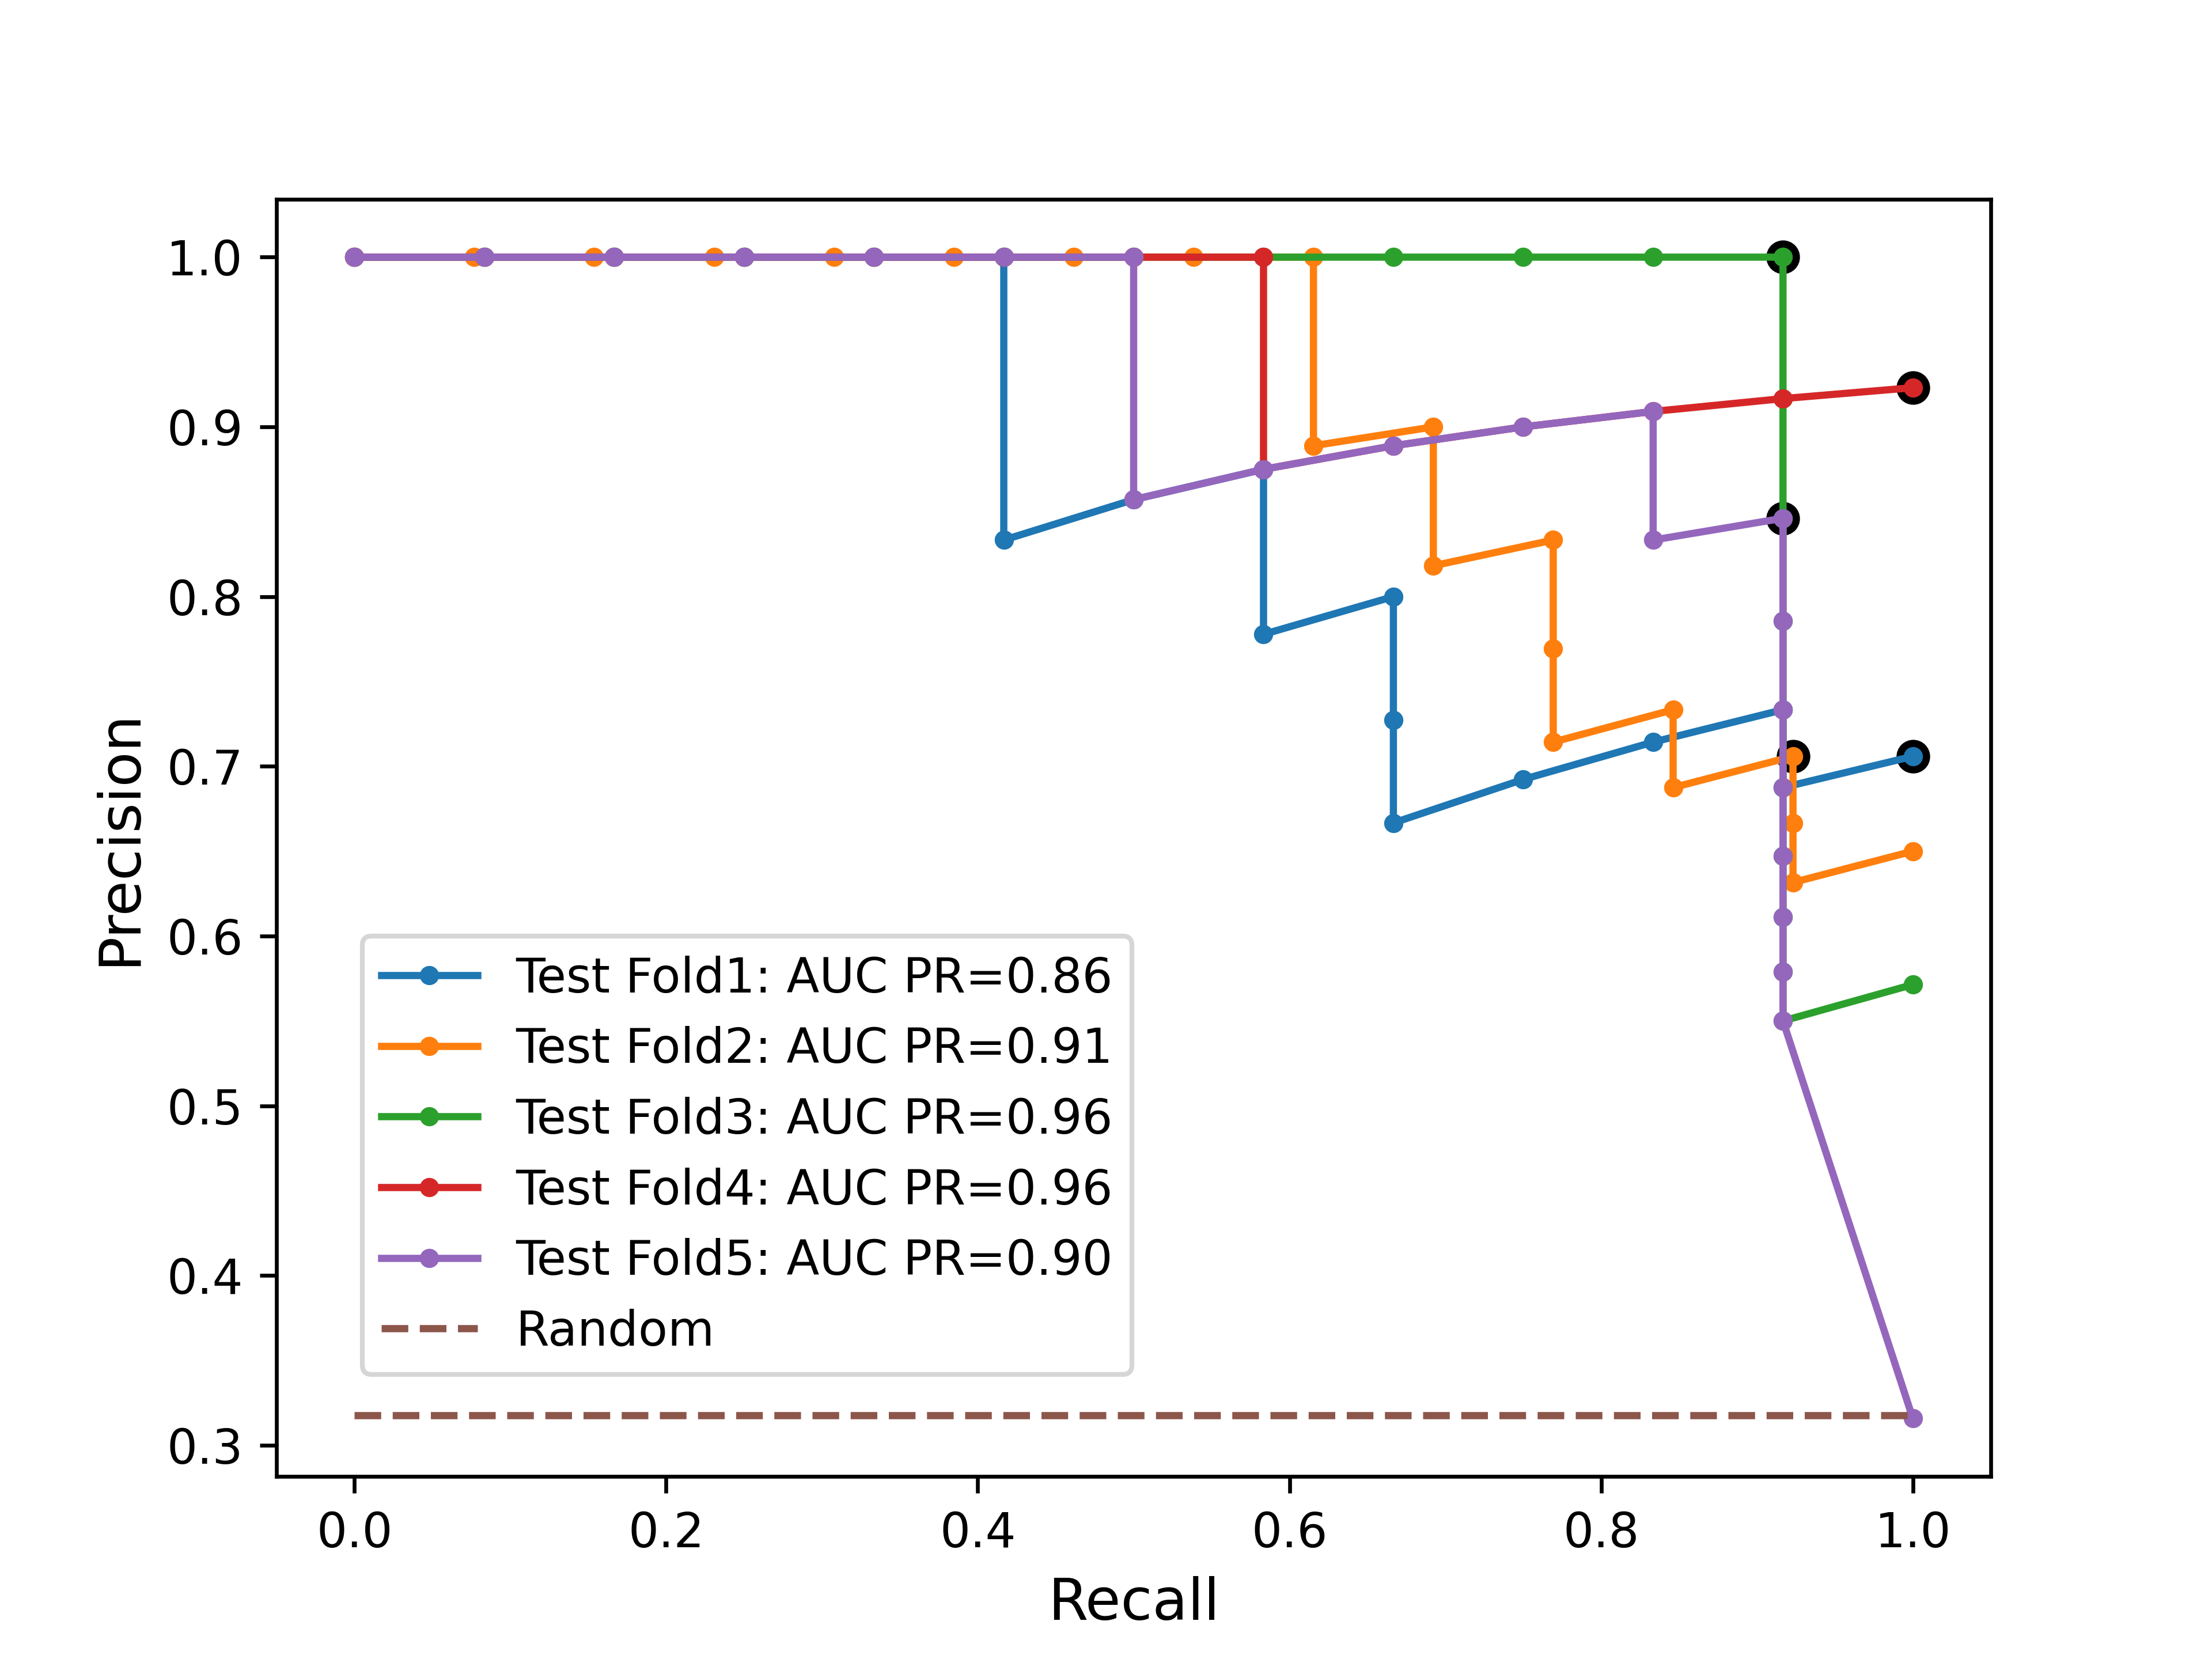 1.0
0.9
0.8
0.7
0.6
0.5
0.4
0.3
Precision
Test Fold1: AUC PR=0.86
Test Fold2: AUC PR=0.91
Test Fold3: AUC PR=0.96
Test Fold4: AUC PR=0.96
Test Fold5: AUC PR=0.90
Random
0.0 0.2 0.4 0.6 0.8 1.0
Recall